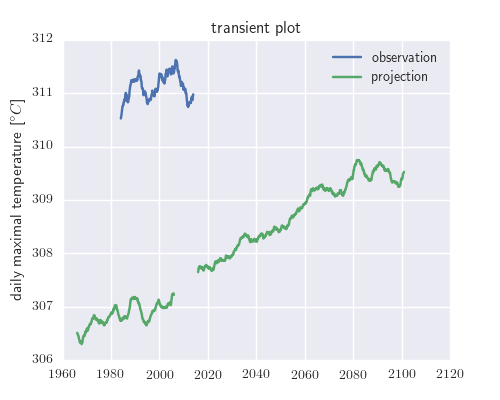 transient plot
312
311
310
309
308
307
306
daily maximal temperature [°C]
observation
projection
1960 1980 2000 2020 2040 2060 2080 2100 2120